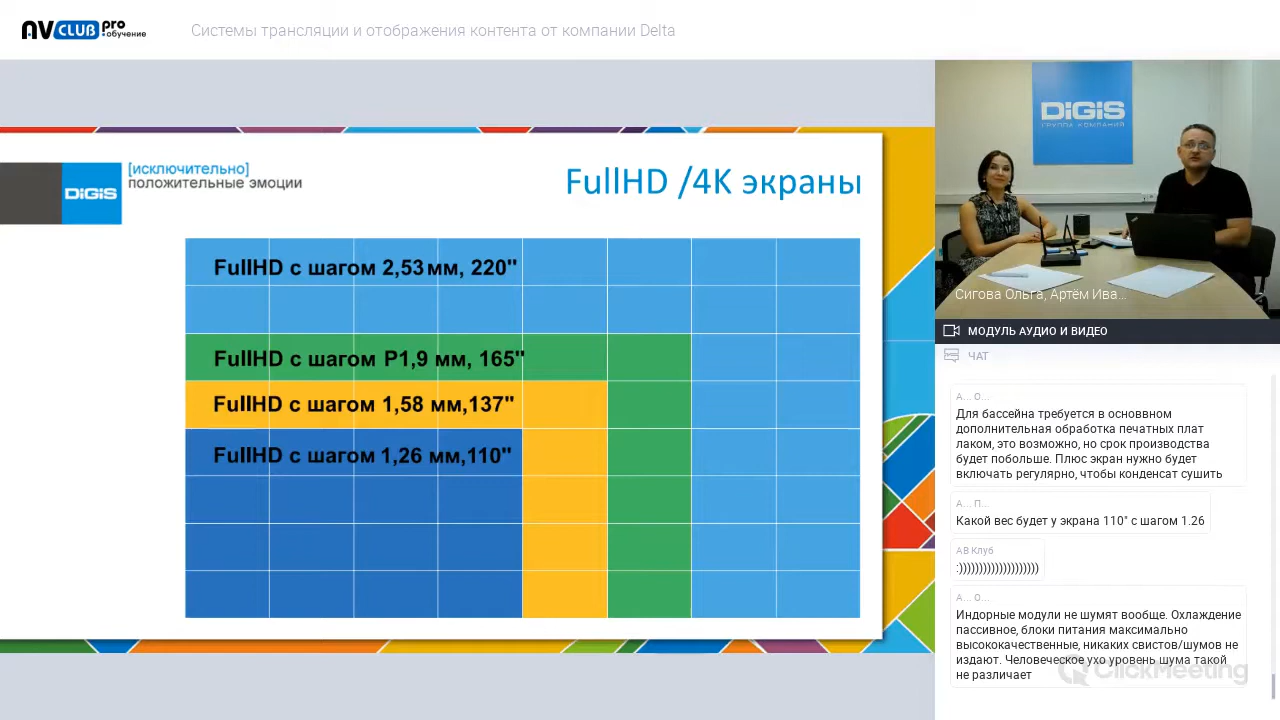 AVCLUB pro
обучение
Системы трансляции и отображения контента от компании Delta
DiGiS
[исключительно]
положительные эмоции
FullHD /4K экраны
FullHD с шагом 2,53 мм, 220"
FullHD с шагом P1,9 мм, 165"
FullHD с шагом 1,58 мм,137"
FullHD с шагом 1,26 мм,110"
DiGiS
ГРУППА КОМПАНИЙ
Сигова Ольга, Артём Ива...
МОДУЛЬ АУДИО И ВИДЕО
ЧАТ
А... О...
Для бассейна требуется в основвном
дополнительная обработка печатных плат
лаком, это возможно, но срок производства
будет побольше. Плюс экран нужно будет
включать регулярно, чтобы конденсат сушить
А... П...
Какой вес будет у экрана 110" с шагом 1.26
АВ Клуб
:)))))))))))))))))))
А... О...
Индорные модули не шумят вообще. Охлаждение
пассивное, блоки питания максимально
высококачественные, никаких свистов/шумов не
издают. Человеческое ухо уровень шума такой
не различает
ClickMeeting